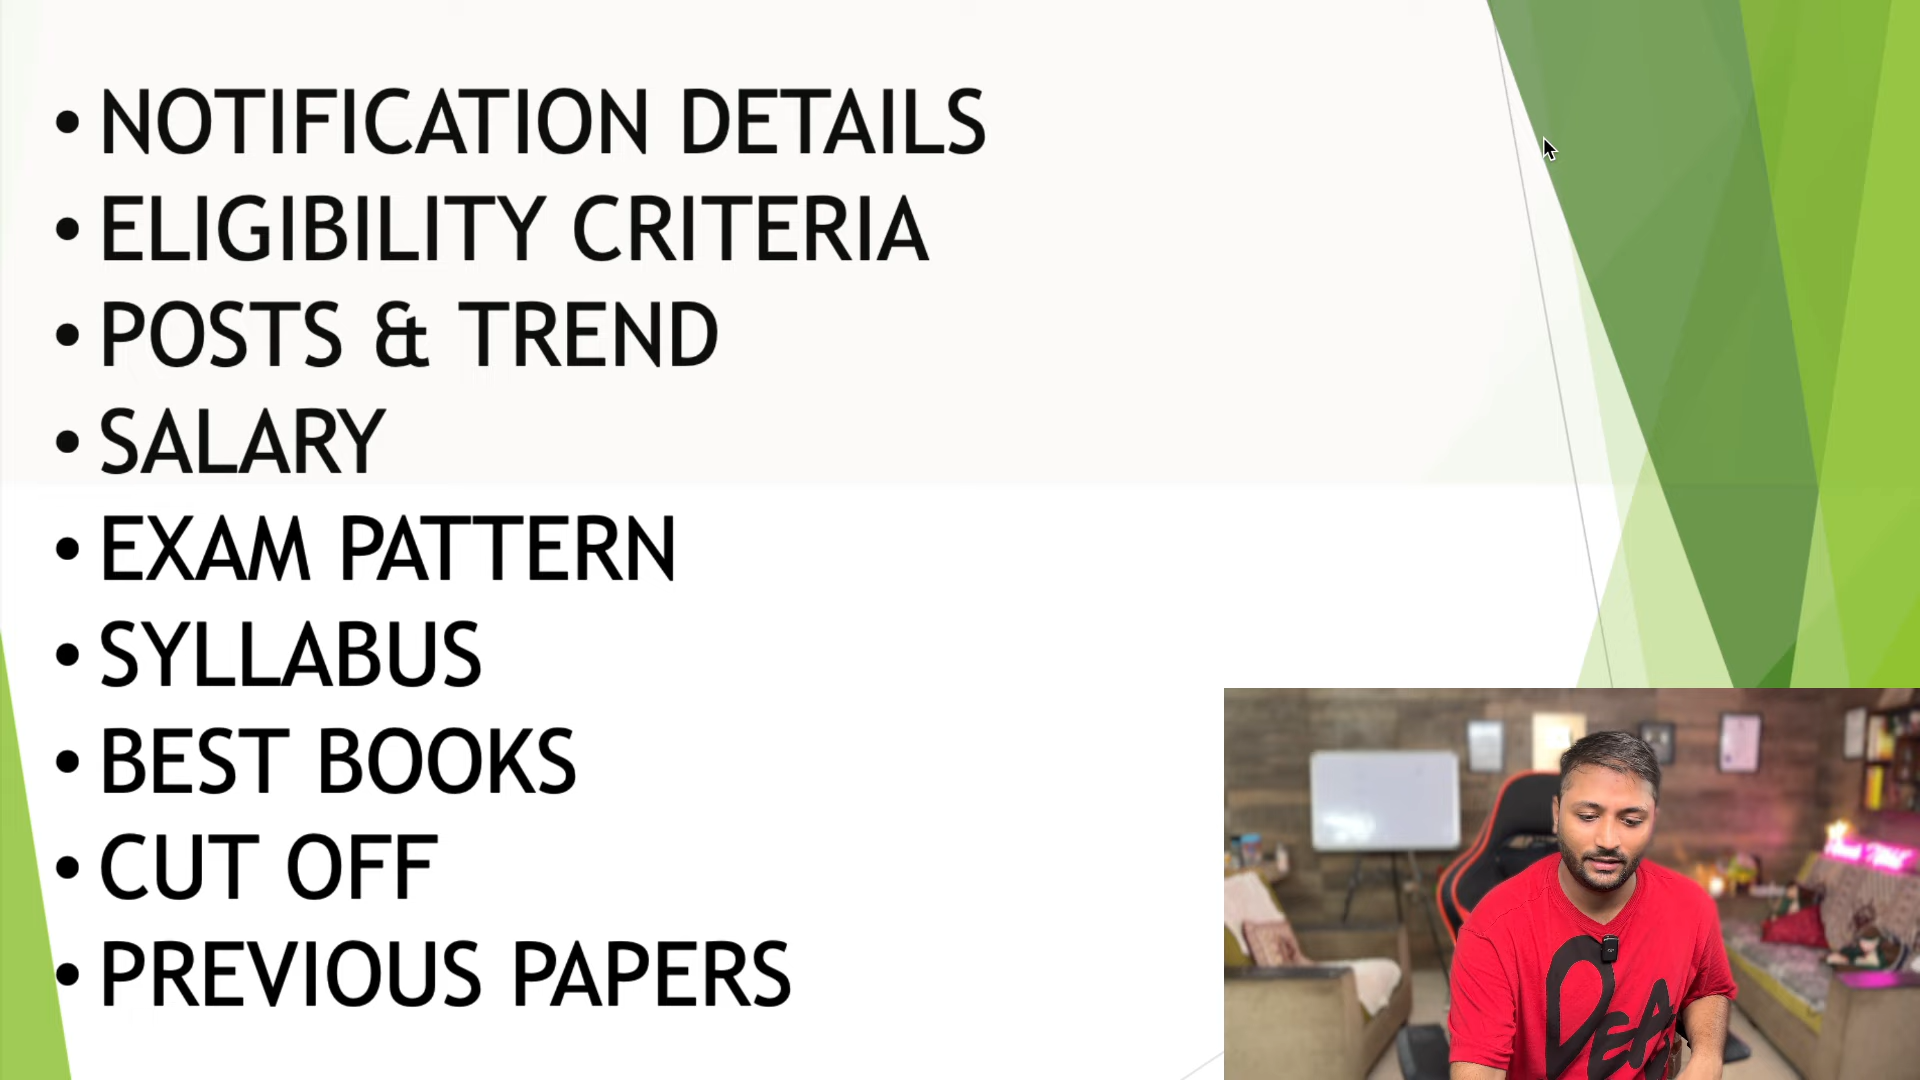 • NOTIFICATION DETAILS
• ELIGIBILITY CRITERIA
• POSTS & TREND
• SALARY
• EXAM PATTERN
• SYLLABUS
• BEST BOOKS
• CUT OFF
• PREVIOUS PAPERS